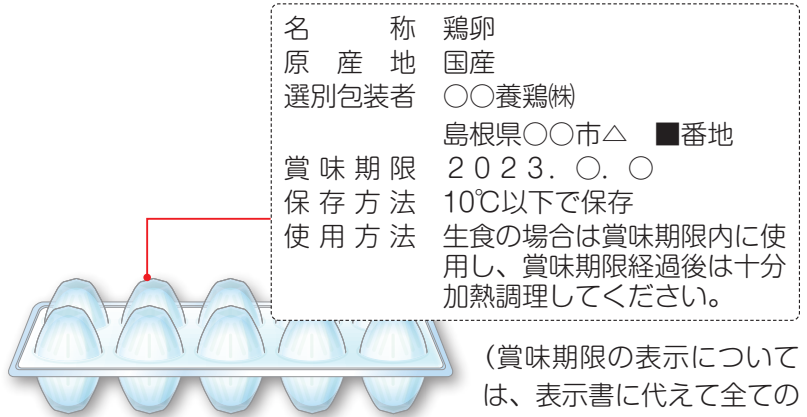 名称 鶏卵
原産地 国産
選別包装者 ○○養鶏㈱
島根県○○市△ ■番地
賞味期限 2023. ○. ○
保存方法 10℃以下で保存
使用方法 生食の場合は賞味期限内に使
用し、賞味期限経過後は十分
加熱調理してください。
(賞味期限の表示について
は、表示書に代えて全ての